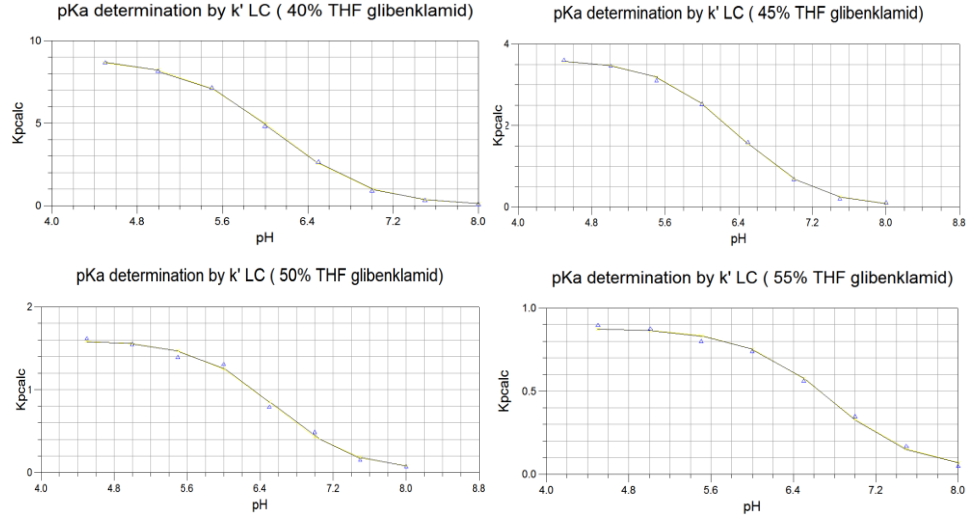 pKa determination by k' LC ( 40% THF glibenklamid)
10
5
0
Kpcalc
4.0 4.8 5.6 6.4 7.2 8.0
pH
pKa determination by k' LC ( 45% THF glibenklamid)
4
2
0
Kpcalc
4.0 4.8 5.6 6.4 7.2 8.0 8.8
pH
pKa determination by k' LC ( 50% THF glibenklamid)
2
1
0
Kpcalc
4.0 4.8 5.6 6.4 7.2 8.0 8.8
pH
pKa determination by k' LC ( 55% THF glibenklamid)
1.0
0.5
0.0
Kpcalc
4.0 4.8 5.6 6.4 7.2 8.0
pH